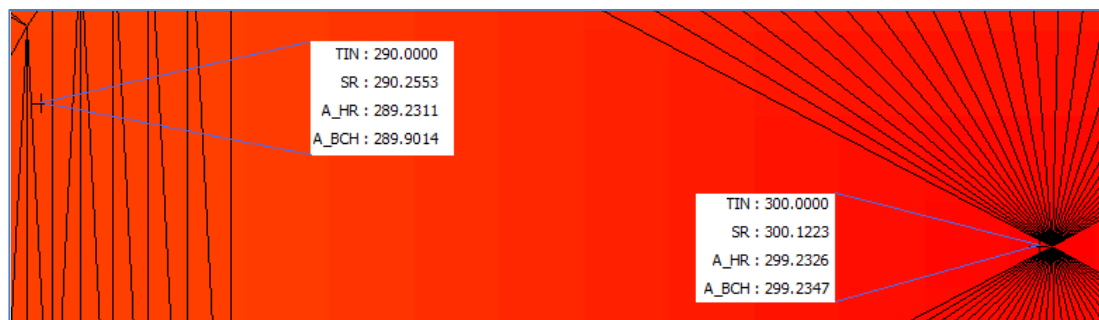 TIN : 290.0000
SR : 290.2553
A_HR : 289.2311
A_BCH : 289.9014
TIN : 300.0000
SR : 300.1223
A_HR : 299.2326
A_BCH : 299.2347